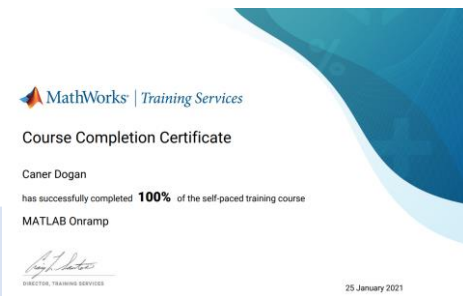 MathWorks® | Training Services
Course Completion Certificate
Caner Dogan
has successfully completed 100% of the self-paced training course
MATLAB Onramp
DIRECTOR, TRAINING SERVICES
25 January 2021